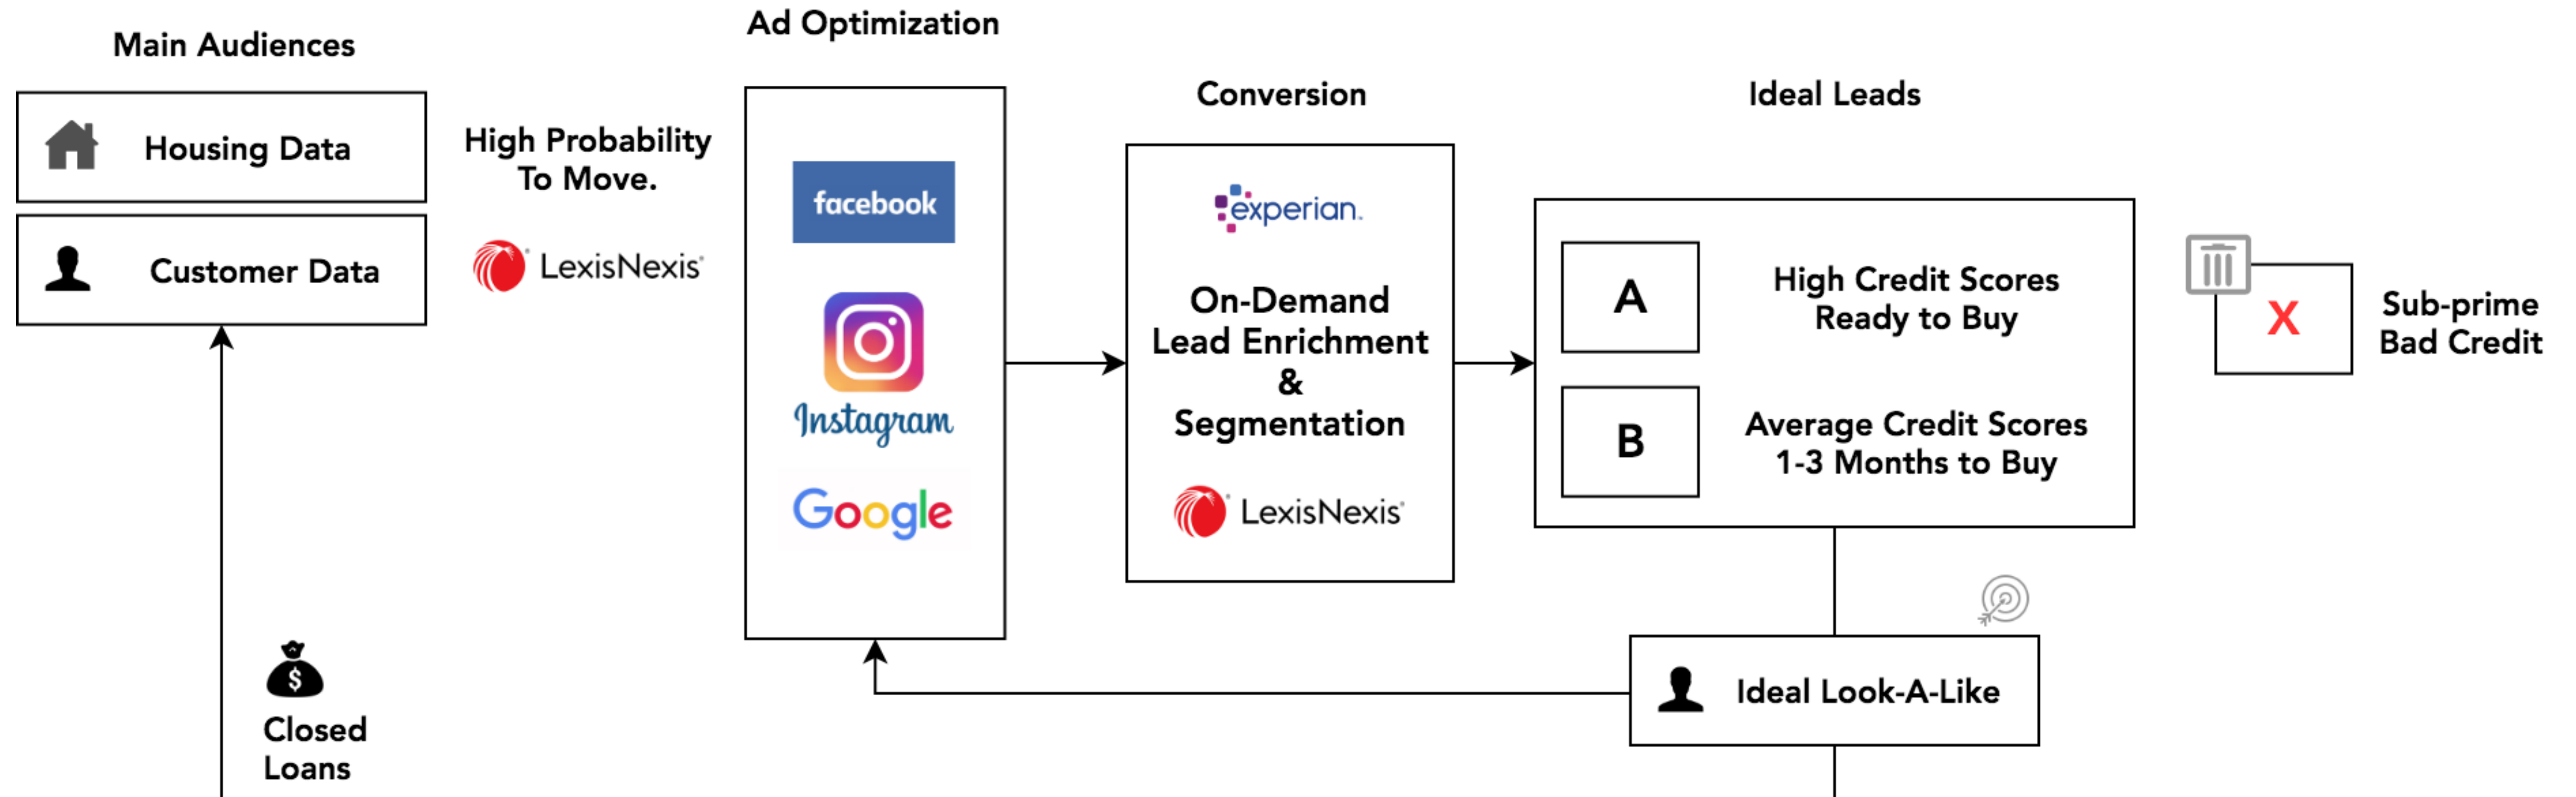 Main Audiences
Housing Data
Customer Data
High Probability
To Move.
LexisNexis®
Ad Optimization
facebook
Instagram
Google
Conversion
experian™
On-Demand
Lead Enrichment
&
Segmentation
LexisNexis®
Ideal Leads
A
High Credit Scores
Ready to Buy
B
Average Credit Scores
1-3 Months to Buy
X
Sub-prime
Bad Credit
Ideal Look-A-Like
$
Closed
Loans